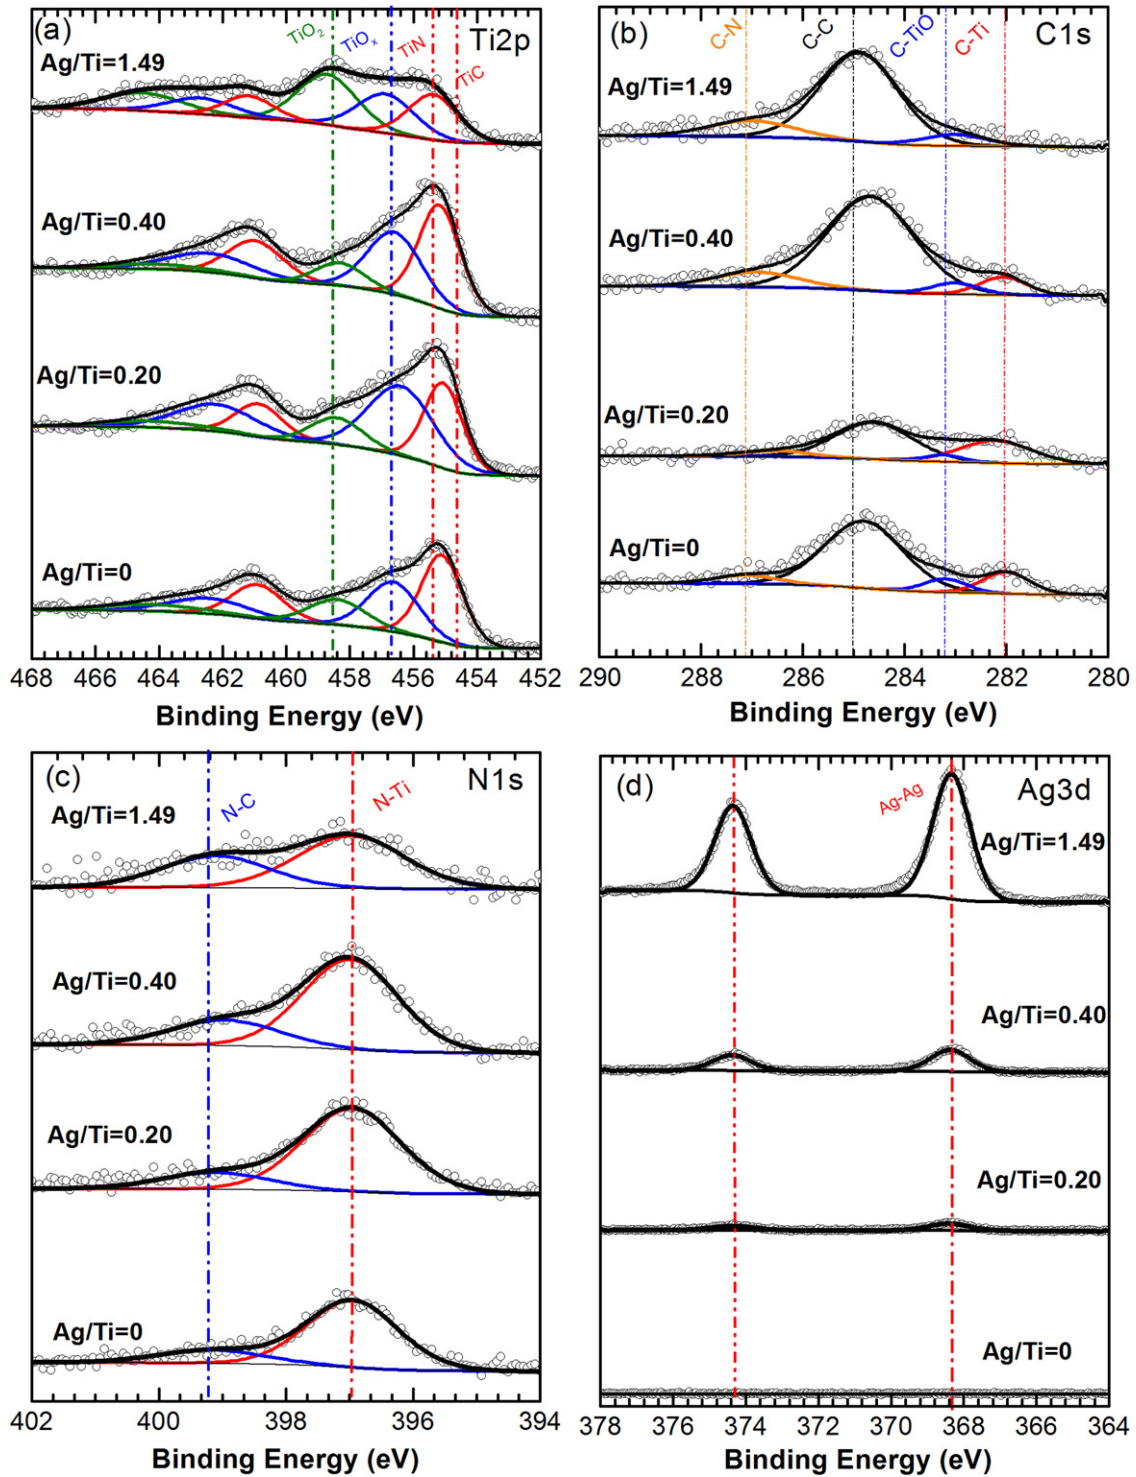 (a)
TiO2
TiOx
TiN
TiC
Ti2p
Ag/Ti=1.49
Ag/Ti=0.40
Ag/Ti=0.20
Ag/Ti=0
468 466 464 462 460 458 456 454 452
Binding Energy (eV)
(b)
C-N
C-C
C-TiO
C-Ti
C1s
Ag/Ti=1.49
Ag/Ti=0.40
Ag/Ti=0.20
Ag/Ti=0
290 288 286 284 282 280
Binding Energy (eV)
(c)
N-C
N-Ti
N1s
Ag/Ti=1.49
Ag/Ti=0.40
Ag/Ti=0.20
Ag/Ti=0
402 400 398 396 394
Binding Energy (eV)
(d)
Ag-Ag
Ag3d
Ag/Ti=1.49
Ag/Ti=0.40
Ag/Ti=0.20
Ag/Ti=0
378 376 374 372 370 368 366 364
Binding Energy (eV)